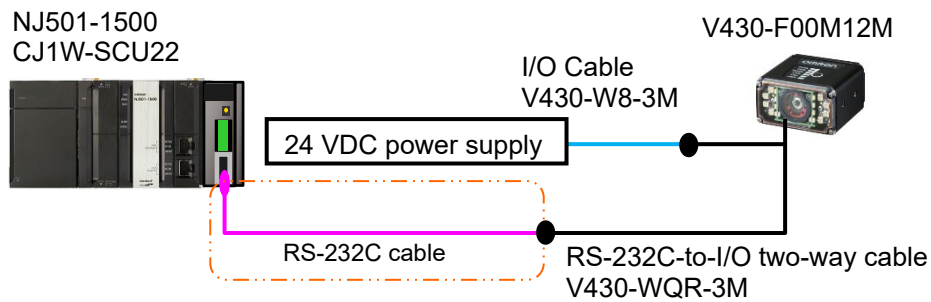 NJ501-1500
CJ1W-SCU22
V430-F00M12M
I/O Cable
V430-W8-3M
24 VDC power supply
RS-232C cable
RS-232C-to-I/O two-way cable
V430-WQR-3M